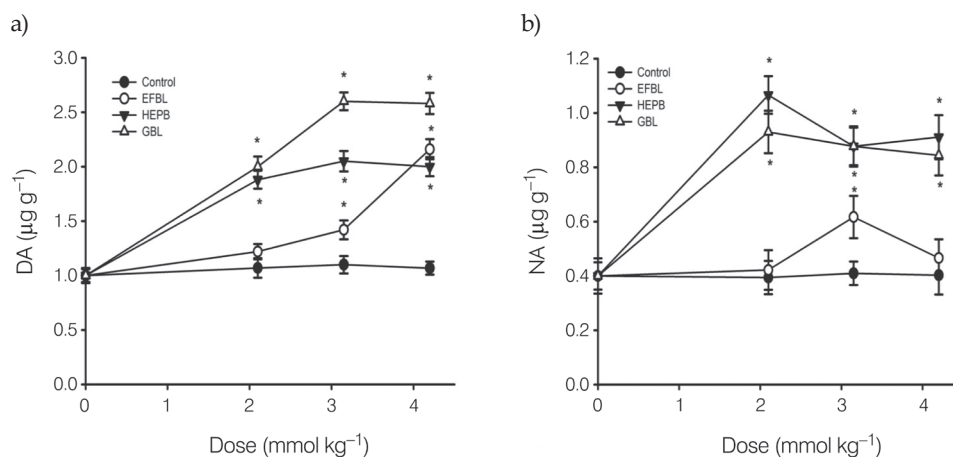 a)
3.0
2.5
2.0
1.5
1.0
0.5
0.0
DA (µg g⁻¹)
Control
EFBL
HEPB
GBL
* * * * * * * *
0 1 2 3 4
Dose (mmol kg⁻¹)
b)
1.2
1.0
0.8
0.6
0.4
0.2
0.0
NA (µg g⁻¹)
Control
EFBL
HEPB
GBL
* * * * * * *
0 1 2 3 4
Dose (mmol kg⁻¹)